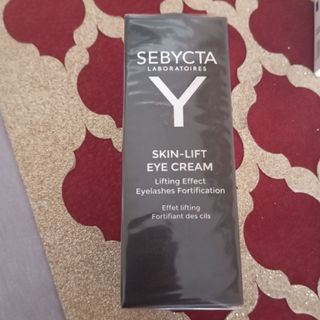 SEBYCTA
LABORATOIRES
Y
SKIN-LIFT
EYE CREAM
Lifting Effect
Eyelashes Fortification
Effet lifting
Fortifiant des cils